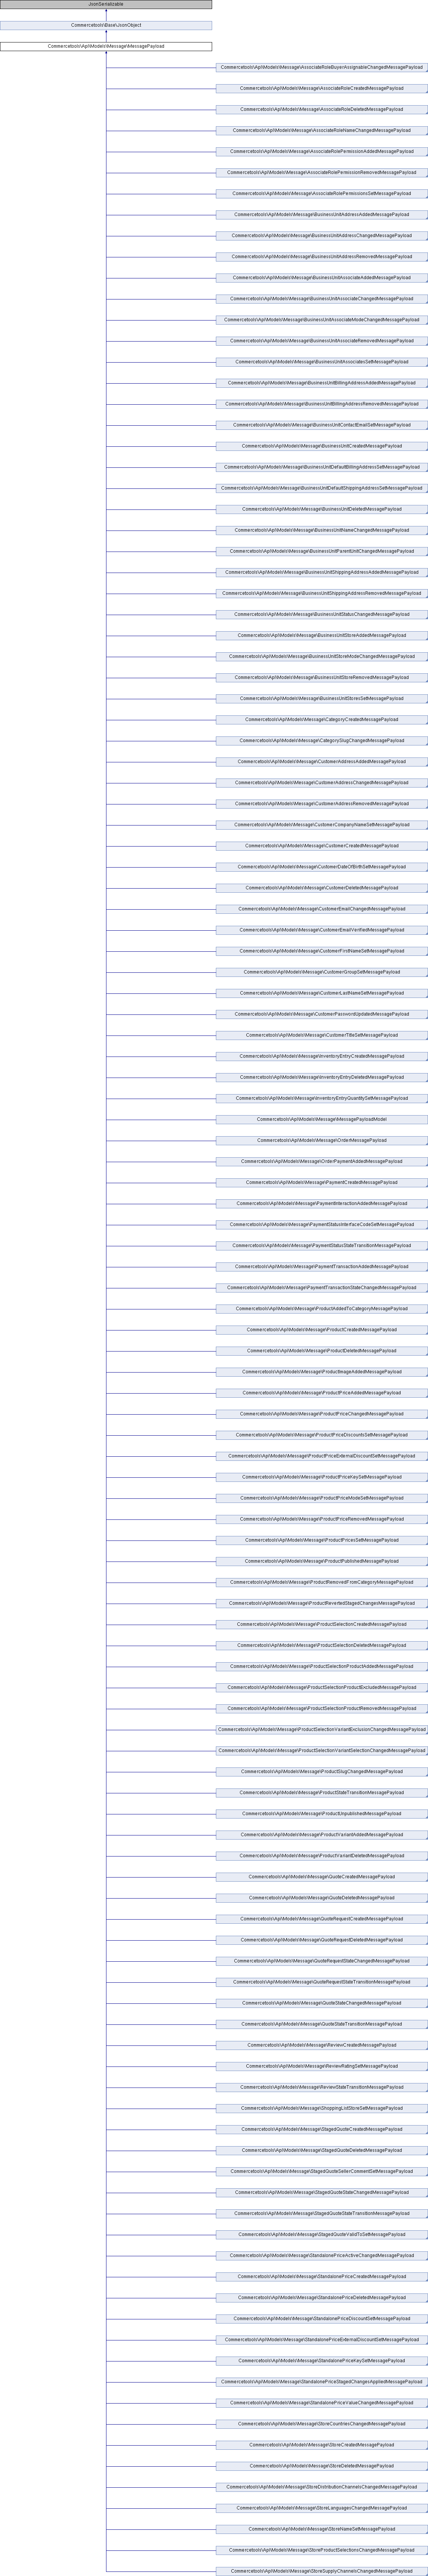 JsonSerializable
Commercetools\Base\JsonObject
Commercetools\Api\Models\Message\MessagePayload
Commercetools\Api\Models\Message\AssociateRoleBuyerAssignableChangedMessagePayload
Commercetools\Api\Models\Message\AssociateRoleCreatedMessagePayload
Commercetools\Api\Models\Message\AssociateRoleDeletedMessagePayload
Commercetools\Api\Models\Message\AssociateRoleNameChangedMessagePayload
Commercetools\Api\Models\Message\AssociateRolePermissionAddedMessagePayload
Commercetools\Api\Models\Message\AssociateRolePermissionRemovedMessagePayload
Commercetools\Api\Models\Message\AssociateRolePermissionsSetMessagePayload
Commercetools\Api\Models\Message\BusinessUnitAddressAddedMessagePayload
Commercetools\Api\Models\Message\BusinessUnitAddressChangedMessagePayload
Commercetools\Api\Models\Message\BusinessUnitAddressRemovedMessagePayload
Commercetools\Api\Models\Message\BusinessUnitAssociateAddedMessagePayload
Commercetools\Api\Models\Message\BusinessUnitAssociateChangedMessagePayload
Commercetools\Api\Models\Message\BusinessUnitAssociateModeChangedMessagePayload
Commercetools\Api\Models\Message\BusinessUnitAssociateRemovedMessagePayload
Commercetools\Api\Models\Message\BusinessUnitAssociatesSetMessagePayload
Commercetools\Api\Models\Message\BusinessUnitBillingAddressAddedMessagePayload
Commercetools\Api\Models\Message\BusinessUnitBillingAddressRemovedMessagePayload
Commercetools\Api\Models\Message\BusinessUnitContactEmailSetMessagePayload
Commercetools\Api\Models\Message\BusinessUnitCreatedMessagePayload
Commercetools\Api\Models\Message\BusinessUnitDefaultBillingAddressSetMessagePayload
Commercetools\Api\Models\Message\BusinessUnitDefaultShippingAddressSetMessagePayload
Commercetools\Api\Models\Message\BusinessUnitDeletedMessagePayload
Commercetools\Api\Models\Message\BusinessUnitNameChangedMessagePayload
Commercetools\Api\Models\Message\BusinessUnitParentUnitChangedMessagePayload
Commercetools\Api\Models\Message\BusinessUnitShippingAddressAddedMessagePayload
Commercetools\Api\Models\Message\BusinessUnitShippingAddressRemovedMessagePayload
Commercetools\Api\Models\Message\BusinessUnitStatusChangedMessagePayload
Commercetools\Api\Models\Message\BusinessUnitStoreAddedMessagePayload
Commercetools\Api\Models\Message\BusinessUnitStoreModeChangedMessagePayload
Commercetools\Api\Models\Message\BusinessUnitStoreRemovedMessagePayload
Commercetools\Api\Models\Message\BusinessUnitStoresSetMessagePayload
Commercetools\Api\Models\Message\CategoryCreatedMessagePayload
Commercetools\Api\Models\Message\CategorySlugChangedMessagePayload
Commercetools\Api\Models\Message\CustomerAddressAddedMessagePayload
Commercetools\Api\Models\Message\CustomerAddressChangedMessagePayload
Commercetools\Api\Models\Message\CustomerAddressRemovedMessagePayload
Commercetools\Api\Models\Message\CustomerCompanyNameSetMessagePayload
Commercetools\Api\Models\Message\CustomerCreatedMessagePayload
Commercetools\Api\Models\Message\CustomerDateOfBirthSetMessagePayload
Commercetools\Api\Models\Message\CustomerDeletedMessagePayload
Commercetools\Api\Models\Message\CustomerEmailChangedMessagePayload
Commercetools\Api\Models\Message\CustomerEmailVerifiedMessagePayload
Commercetools\Api\Models\Message\CustomerFirstNameSetMessagePayload
Commercetools\Api\Models\Message\CustomerGroupSetMessagePayload
Commercetools\Api\Models\Message\CustomerLastNameSetMessagePayload
Commercetools\Api\Models\Message\CustomerPasswordUpdatedMessagePayload
Commercetools\Api\Models\Message\CustomerTitleSetMessagePayload
Commercetools\Api\Models\Message\InventoryEntryCreatedMessagePayload
Commercetools\Api\Models\Message\InventoryEntryDeletedMessagePayload
Commercetools\Api\Models\Message\InventoryEntryQuantitySetMessagePayload
Commercetools\Api\Models\Message\MessagePayloadModel
Commercetools\Api\Models\Message\OrderMessagePayload
Commercetools\Api\Models\Message\OrderPaymentAddedMessagePayload
Commercetools\Api\Models\Message\PaymentCreatedMessagePayload
Commercetools\Api\Models\Message\PaymentInteractionAddedMessagePayload
Commercetools\Api\Models\Message\PaymentStatusInterfaceCodeSetMessagePayload
Commercetools\Api\Models\Message\PaymentStatusStateTransitionMessagePayload
Commercetools\Api\Models\Message\PaymentTransactionAddedMessagePayload
Commercetools\Api\Models\Message\PaymentTransactionStateChangedMessagePayload
Commercetools\Api\Models\Message\ProductAddedToCategoryMessagePayload
Commercetools\Api\Models\Message\ProductCreatedMessagePayload
Commercetools\Api\Models\Message\ProductDeletedMessagePayload
Commercetools\Api\Models\Message\ProductImageAddedMessagePayload
Commercetools\Api\Models\Message\ProductPriceAddedMessagePayload
Commercetools\Api\Models\Message\ProductPriceChangedMessagePayload
Commercetools\Api\Models\Message\ProductPriceDiscountsSetMessagePayload
Commercetools\Api\Models\Message\ProductPriceExternalDiscountSetMessagePayload
Commercetools\Api\Models\Message\ProductPriceKeySetMessagePayload
Commercetools\Api\Models\Message\ProductPriceModeSetMessagePayload
Commercetools\Api\Models\Message\ProductPriceRemovedMessagePayload
Commercetools\Api\Models\Message\ProductPricesSetMessagePayload
Commercetools\Api\Models\Message\ProductPublishedMessagePayload
Commercetools\Api\Models\Message\ProductRemovedFromCategoryMessagePayload
Commercetools\Api\Models\Message\ProductRevertedStagedChangesMessagePayload
Commercetools\Api\Models\Message\ProductSelectionCreatedMessagePayload
Commercetools\Api\Models\Message\ProductSelectionDeletedMessagePayload
Commercetools\Api\Models\Message\ProductSelectionProductAddedMessagePayload
Commercetools\Api\Models\Message\ProductSelectionProductExcludedMessagePayload
Commercetools\Api\Models\Message\ProductSelectionProductRemovedMessagePayload
Commercetools\Api\Models\Message\ProductSelectionVariantExclusionChangedMessagePayload
Commercetools\Api\Models\Message\ProductSelectionVariantSelectionChangedMessagePayload
Commercetools\Api\Models\Message\ProductSlugChangedMessagePayload
Commercetools\Api\Models\Message\ProductStateTransitionMessagePayload
Commercetools\Api\Models\Message\ProductUnpublishedMessagePayload
Commercetools\Api\Models\Message\ProductVariantAddedMessagePayload
Commercetools\Api\Models\Message\ProductVariantDeletedMessagePayload
Commercetools\Api\Models\Message\QuoteCreatedMessagePayload
Commercetools\Api\Models\Message\QuoteDeletedMessagePayload
Commercetools\Api\Models\Message\QuoteRequestCreatedMessagePayload
Commercetools\Api\Models\Message\QuoteRequestDeletedMessagePayload
Commercetools\Api\Models\Message\QuoteRequestStateChangedMessagePayload
Commercetools\Api\Models\Message\QuoteRequestStateTransitionMessagePayload
Commercetools\Api\Models\Message\QuoteStateChangedMessagePayload
Commercetools\Api\Models\Message\QuoteStateTransitionMessagePayload
Commercetools\Api\Models\Message\ReviewCreatedMessagePayload
Commercetools\Api\Models\Message\ReviewRatingSetMessagePayload
Commercetools\Api\Models\Message\ReviewStateTransitionMessagePayload
Commercetools\Api\Models\Message\ShoppingListStoreSetMessagePayload
Commercetools\Api\Models\Message\StagedQuoteCreatedMessagePayload
Commercetools\Api\Models\Message\StagedQuoteDeletedMessagePayload
Commercetools\Api\Models\Message\StagedQuoteSellerCommentSetMessagePayload
Commercetools\Api\Models\Message\StagedQuoteStateChangedMessagePayload
Commercetools\Api\Models\Message\StagedQuoteStateTransitionMessagePayload
Commercetools\Api\Models\Message\StagedQuoteValidToSetMessagePayload
Commercetools\Api\Models\Message\StandalonePriceActiveChangedMessagePayload
Commercetools\Api\Models\Message\StandalonePriceCreatedMessagePayload
Commercetools\Api\Models\Message\StandalonePriceDeletedMessagePayload
Commercetools\Api\Models\Message\StandalonePriceDiscountSetMessagePayload
Commercetools\Api\Models\Message\StandalonePriceExternalDiscountSetMessagePayload
Commercetools\Api\Models\Message\StandalonePriceKeySetMessagePayload
Commercetools\Api\Models\Message\StandalonePriceStagedChangesAppliedMessagePayload
Commercetools\Api\Models\Message\StandalonePriceValueChangedMessagePayload
Commercetools\Api\Models\Message\StoreCountriesChangedMessagePayload
Commercetools\Api\Models\Message\StoreCreatedMessagePayload
Commercetools\Api\Models\Message\StoreDeletedMessagePayload
Commercetools\Api\Models\Message\StoreDistributionChannelsChangedMessagePayload
Commercetools\Api\Models\Message\StoreLanguagesChangedMessagePayload
Commercetools\Api\Models\Message\StoreNameSetMessagePayload
Commercetools\Api\Models\Message\StoreProductSelectionsChangedMessagePayload
Commercetools\Api\Models\Message\StoreSupplyChannelsChangedMessagePayload